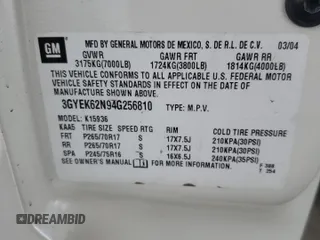 GM
MFD BY GENERAL MOTORS DE MEXICO, S. DE R.L. DE C.V. 03/04
GVWR GAWR FRT GAWR RR
3175KG(7000LB) 1724KG(3800LB) 1814KG(4000LB)
THIS VEHICLE CONFORMS TO ALL APPLICABLE U.S. FEDERAL MOTOR
VEHICLE SAFETY STANDARDS IN EFFECT ON THE DATE OF
MANUFACTURE SHOWN ABOVE.
3GYEK62N94G256810 TYPE: M.P.V.
MODEL: K15936
TIRE SIZE SPEED RTG RIM COLD TIRE PRESSURE
FRT P265/70R17 S 17X7.5J 210KPA(30PSI)
RR P265/70R17 S 17X7.5J 210KPA(30PSI)
SPA P245/75R16 S 16X6.5J 240KPA(35PSI)
SEE OWNER'S MANUAL FOR ADDITIONAL INFORMATION
DREAMBID